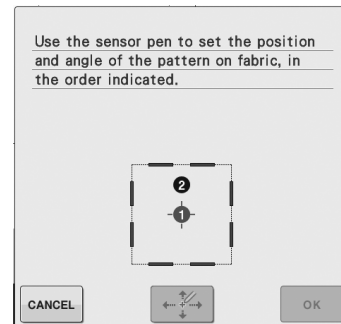 Use the sensor pen to set the position
and angle of the pattern on fabric, in
the order indicated.
2
1
CANCEL
OK